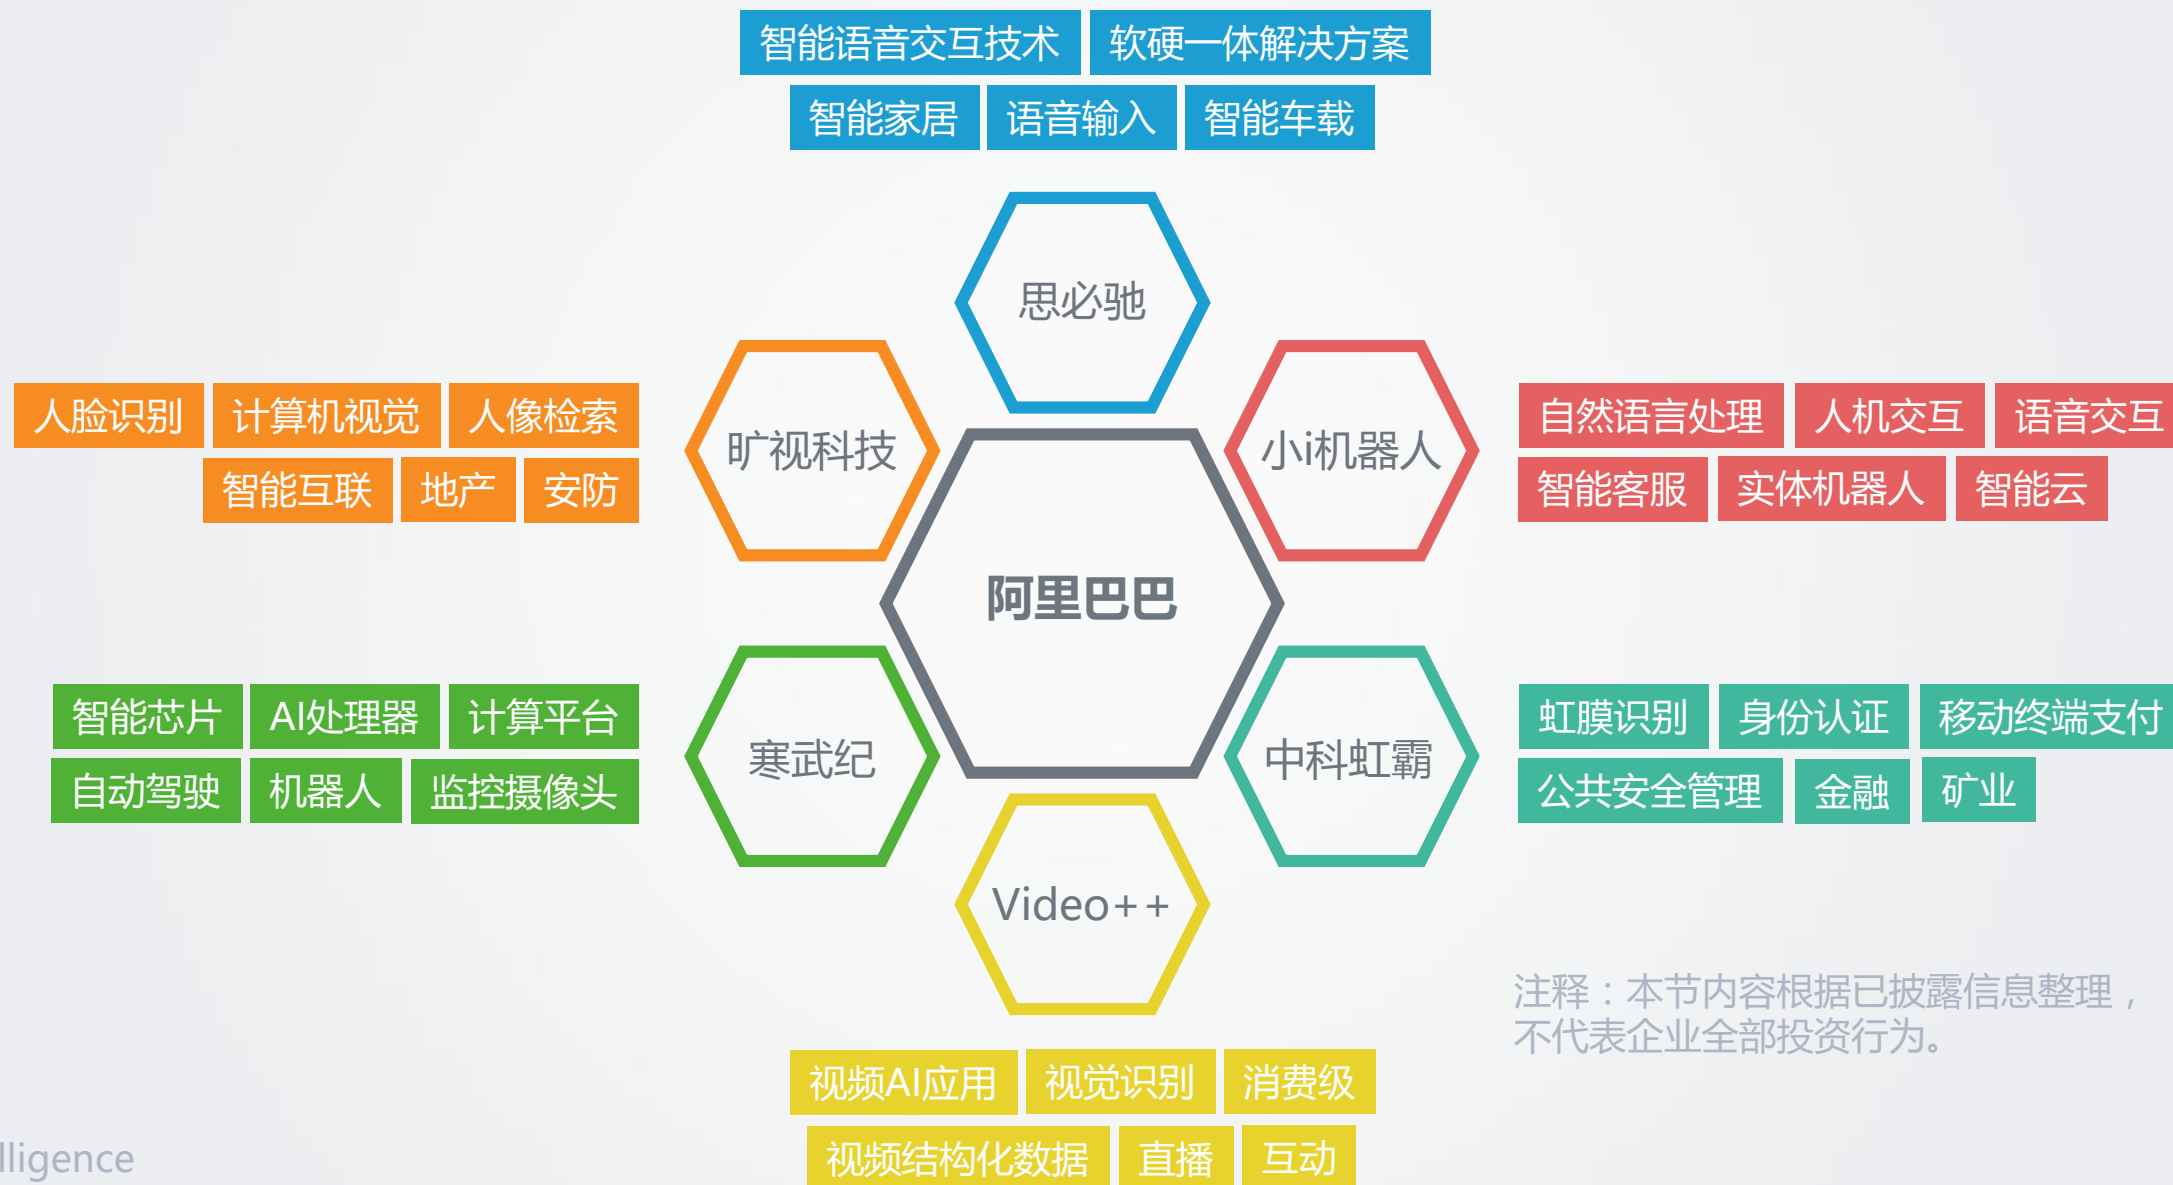 智能语音交互技术 软硬一体解决方案
智能家居 语音输入 智能车载
思必驰
人脸识别 计算机视觉 人像检索
智能互联 地产 安防
旷视科技
小i机器人
自然语言处理 人机交互 语音交互
智能客服 实体机器人 智能云
阿里巴巴
智能芯片 AI处理器 计算平台
自动驾驶 机器人 监控摄像头
寒武纪
中科虹霸
虹膜识别 身份认证 移动终端支付
公共安全管理 金融 矿业
Video++
视频AI应用 视觉识别 消费级
视频结构化数据 直播 互动
注释：本节内容根据已披露信息整理，
不代表企业全部投资行为。
lligence